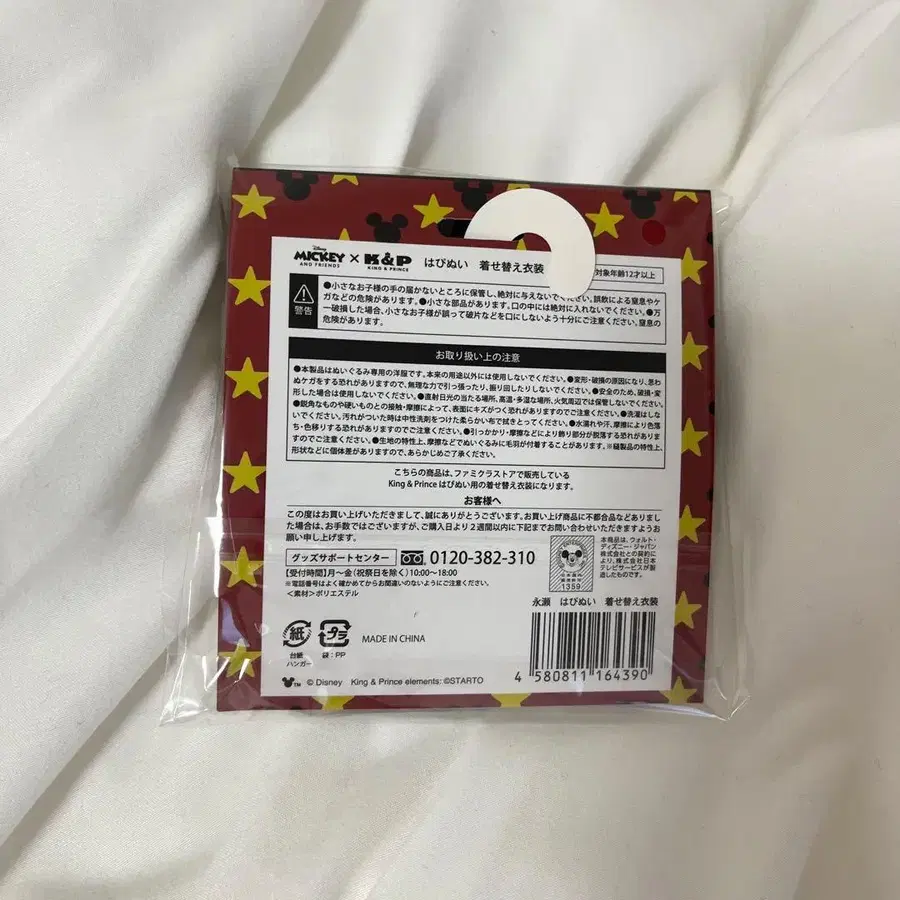 Disney
MICKEY
AND FRIENDS
×
K&P
KING & PRINCE
はぴぬい 着せ替え衣装
対象年齢12才以上
警告
●小さなお子様の手の届かないところに保管し、絶対に与えないでください。誤飲による窒息やケ
ガなどの危険があります。●小さな部品があります。口の中には絶対に入れないでください。●万
一破損した場合、小さなお子様が誤って破片などを口にしないよう十分にご注意ください。窒息の
危険があります。
お取り扱い上の注意
●本製品はぬいぐるみ専用の洋服です。本来の用途以外には使用しないでください。●変形・破損の原因になり、思わ
ぬケガをする恐れがありますので、無理な力で引っ張ったり、振り回したりしないでください。●安全のため、破損・変
形した場合は使用しないでください。●直射日光の当たる場所、高温・多湿な場所、火気周辺では保管しないでください。
●鋭角なものや硬いものとの接触・摩擦によって、表面にキズがつく恐れがありますのでご注意ください。●洗濯はしな
いでください。汚れがついた時は中性洗剤をつけた柔らかい布で拭きとってください。●水濡れや汗、摩擦により色落
ち・色移りする恐れがありますのでご注意ください。●引っかかり・摩擦などにより飾り部分が脱落する恐れがあります
ますのでご注意ください。●生地の特性上、摩擦などでぬいぐるみに毛羽が付着することがあります。※縫製品の特性上、
形状などに個体差がありますので、あらかじめご了承ください。
こちらの商品は、ファミクラストアで販売している
King & Prince はぴぬい用の着せ替え衣装になります。
お客様へ
この度はお買い上げいただきまして、誠にありがとうございます。お買い上げ商品に不都合品などありまし
た場合は、お手数ではございますが、ご購入日より2週間以内に下記までお問い合わせいただきますようお
願い申し上げます。
グッズサポートセンター 0120-382-310
【受付時間】月〜金(祝祭日を除く)10:00〜18:00
※電話番号はよく確かめてからお間違いのないようにご注意ください。
<素材>ポリエステル
1359
本商品は、ウォルト・
ディズニー・ジャパン
株式会社との契約によ
り、株式会社日本
テレビサービスが製
造したものです。
永瀬 はぴぬい 着せ替え衣装
紙
台紙
ハンガー
プラ
袋:PP
MADE IN CHINA
4 580811 164390
TM © Disney King & Prince elements: ©STARTO